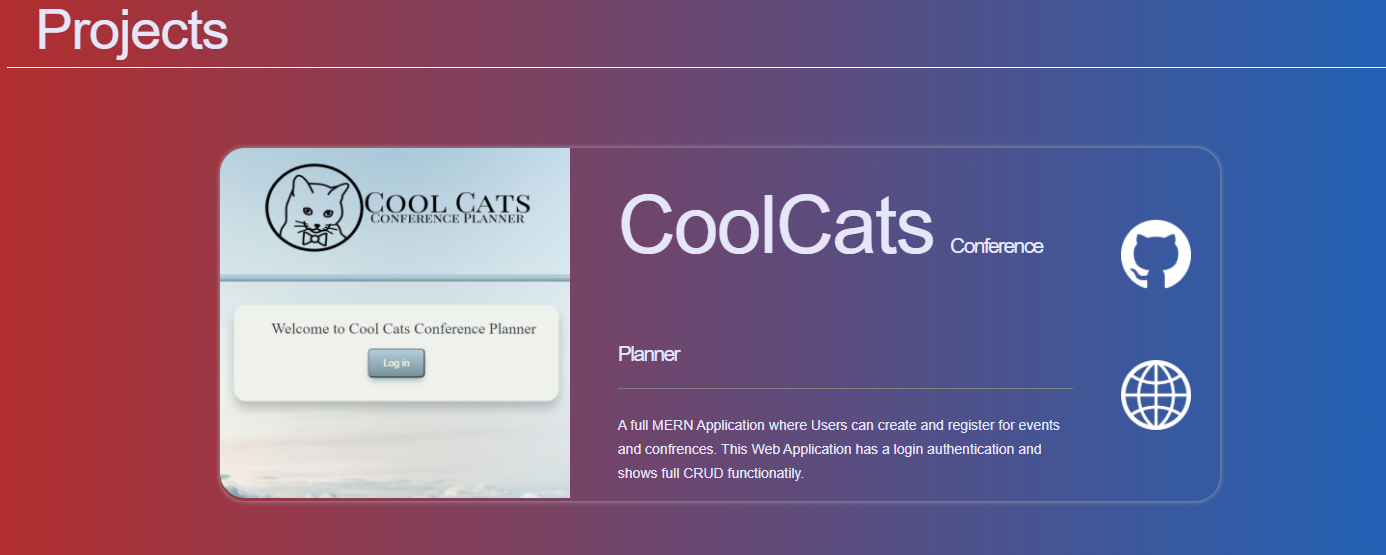 Projects
COOL CATS
CONFERENCE PLANNER
Welcome to Cool Cats Conference Planner
Log in
CoolCats Conference
Planner
A full MERN Application where Users can create and register for events
and confrences. This Web Application has a login authentication and
shows full CRUD functionatily.